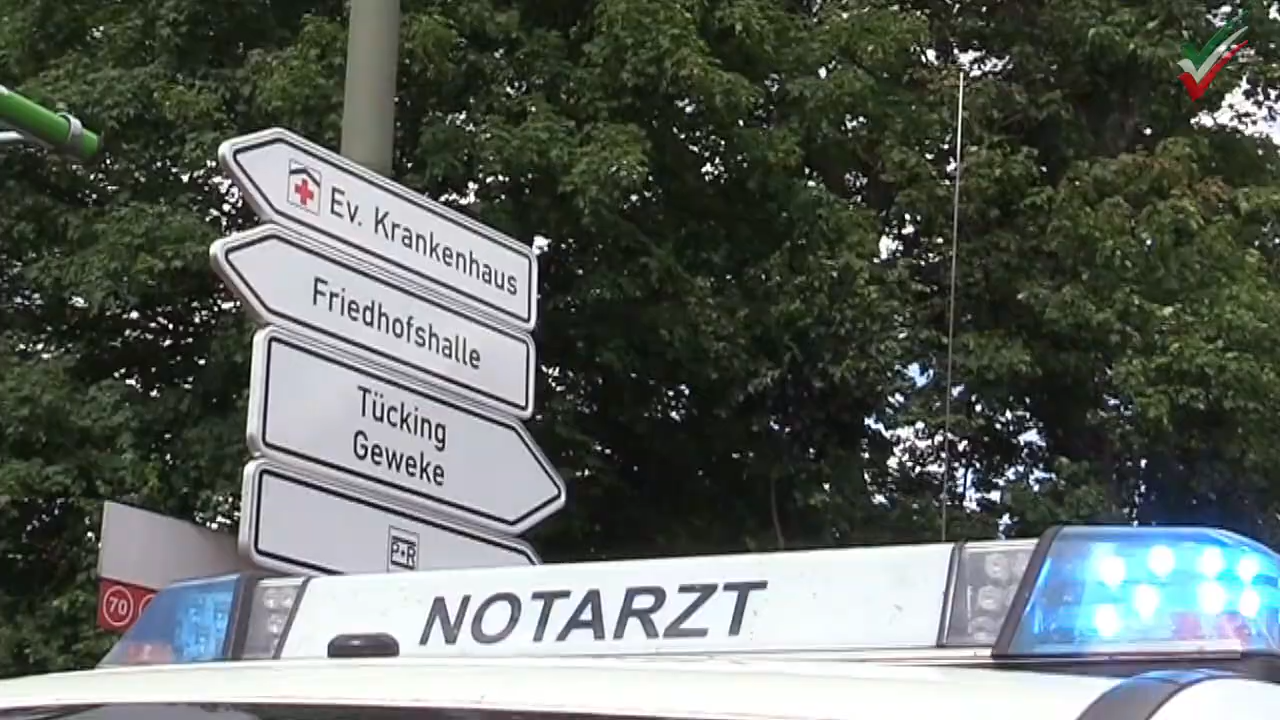 Ev. Krankenhaus
Friedhofshalle
Tücking
Geweke
P+R
70
NOTARZT